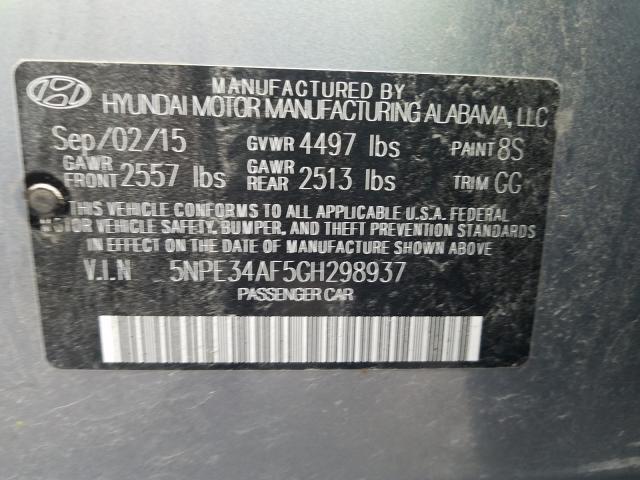 MANUFACTURED BY
HYUNDAI MOTOR MANUFACTURING ALABAMA, LLC
Sep/02/15 GVWR 4497 lbs PAINT 8S
GAWR FRONT 2557 lbs GAWR REAR 2513 lbs TRIM GG
THIS VEHICLE CONFORMS TO ALL APPLICABLE U.S.A. FEDERAL
MOTOR VEHICLE SAFETY, BUMPER, AND THEFT PREVENTION STANDARDS
IN EFFECT ON THE DATE OF MANUFACTURE SHOWN ABOVE.
V.I.N 5NPE34AF5GH298937
PASSENGER CAR